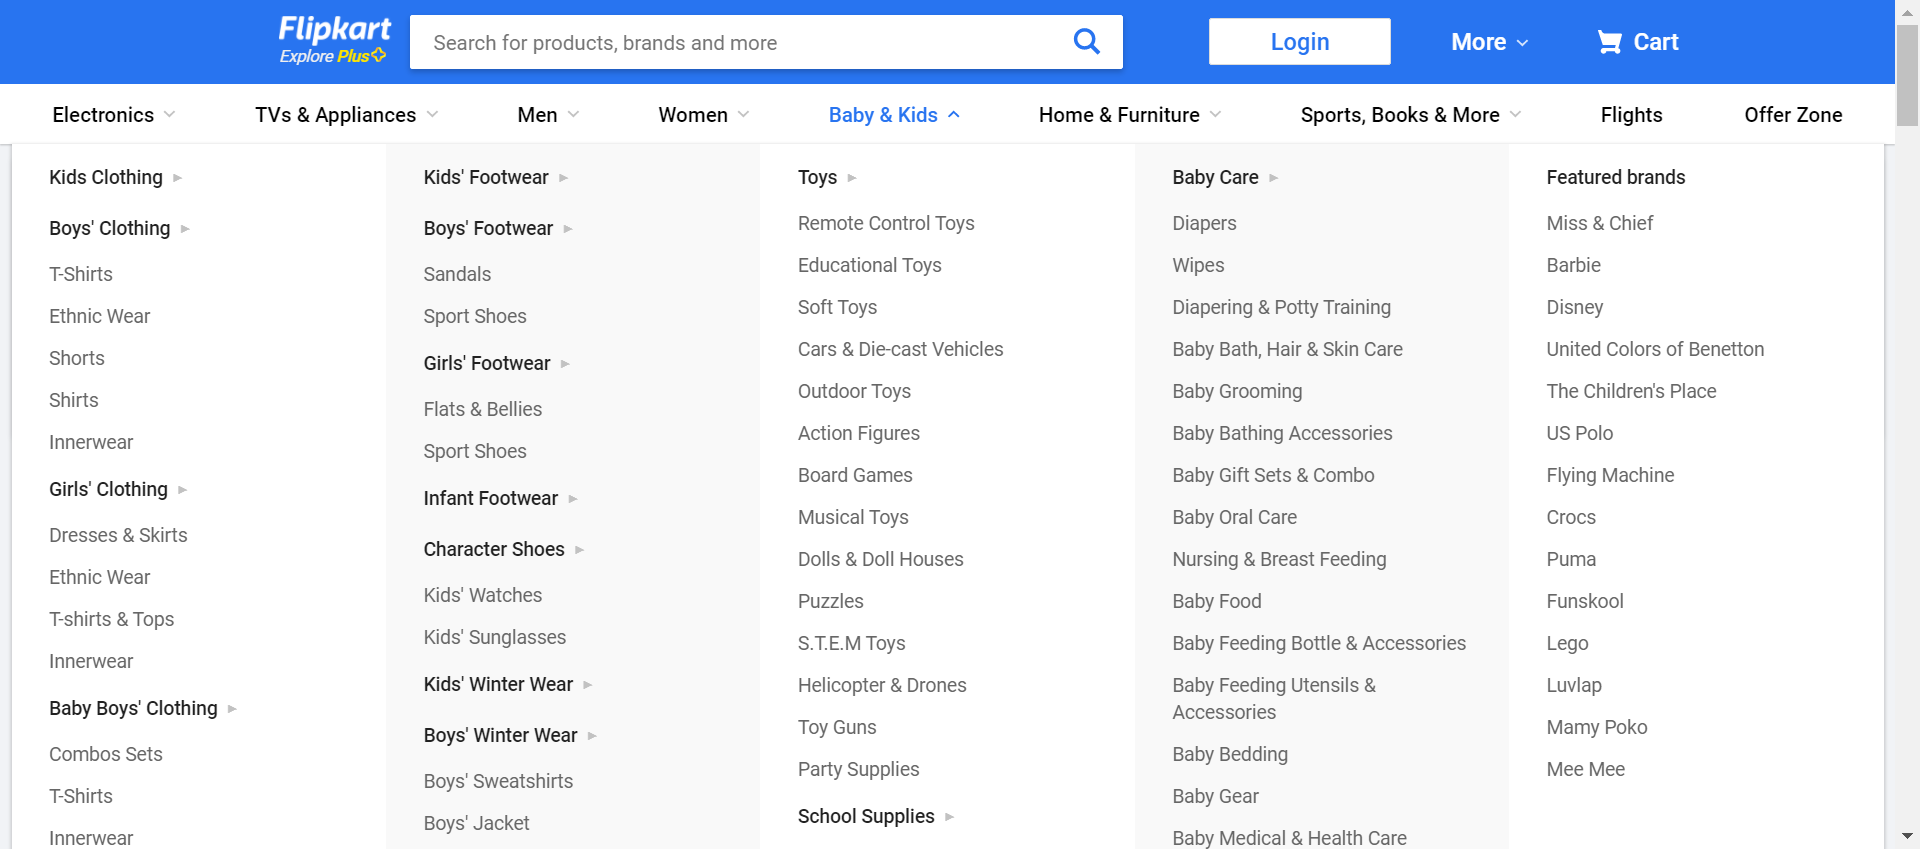 Flipkart
Explore Plus
Search for products, brands and more
Login
More
Cart
Electronics
TVs & Appliances
Men
Women
Baby & Kids
Home & Furniture
Sports, Books & More
Flights
Offer Zone
Kids Clothing
Boys' Clothing
T-Shirts
Ethnic Wear
Shorts
Shirts
Innerwear
Girls' Clothing
Dresses & Skirts
Ethnic Wear
T-shirts & Tops
Innerwear
Baby Boys' Clothing
Combos Sets
T-Shirts
Innerwear
Kids' Footwear
Boys' Footwear
Sandals
Sport Shoes
Girls' Footwear
Flats & Bellies
Sport Shoes
Infant Footwear
Character Shoes
Kids' Watches
Kids' Sunglasses
Kids' Winter Wear
Boys' Winter Wear
Boys' Sweatshirts
Boys' Jacket
Toys
Remote Control Toys
Educational Toys
Soft Toys
Cars & Die-cast Vehicles
Outdoor Toys
Action Figures
Board Games
Musical Toys
Dolls & Doll Houses
Puzzles
S.T.E.M Toys
Helicopter & Drones
Toy Guns
Party Supplies
School Supplies
Baby Care
Diapers
Wipes
Diapering & Potty Training
Baby Bath, Hair & Skin Care
Baby Grooming
Baby Bathing Accessories
Baby Gift Sets & Combo
Baby Oral Care
Nursing & Breast Feeding
Baby Food
Baby Feeding Bottle & Accessories
Baby Feeding Utensils &
Accessories
Baby Bedding
Baby Gear
Baby Medical & Health Care
Featured brands
Miss & Chief
Barbie
Disney
United Colors of Benetton
The Children's Place
US Polo
Flying Machine
Crocs
Puma
Funskool
Lego
Luvlap
Mamy Poko
Mee Mee